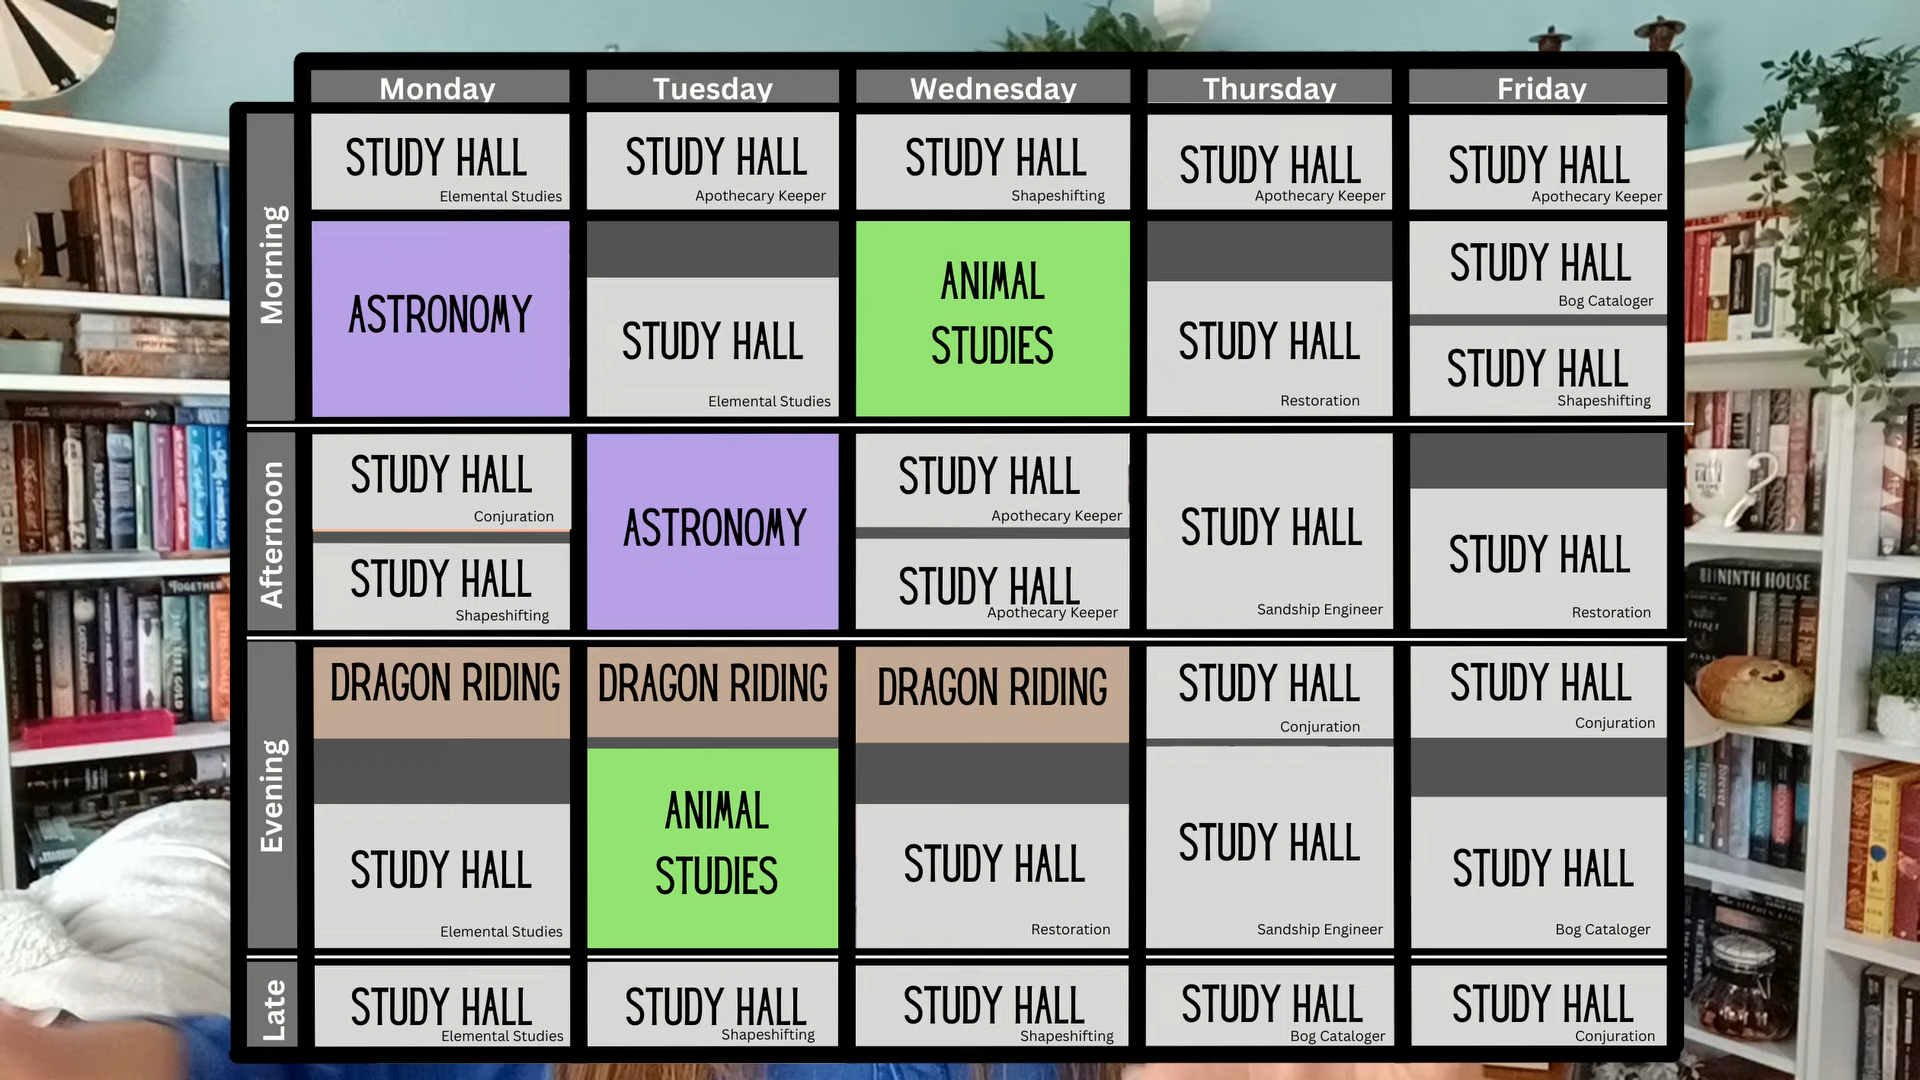 Monday
Tuesday
Wednesday
Thursday
Friday
Morning
STUDY HALL
Elemental Studies
STUDY HALL
Apothecary Keeper
STUDY HALL
Shapeshifting
STUDY HALL
Apothecary Keeper
STUDY HALL
Apothecary Keeper
ASTRONOMY
STUDY HALL
Elemental Studies
ANIMAL
STUDIES
STUDY HALL
Restoration
STUDY HALL
Bog Cataloger
STUDY HALL
Shapeshifting
Afternoon
STUDY HALL
Conjuration
STUDY HALL
Shapeshifting
ASTRONOMY
STUDY HALL
Apothecary Keeper
STUDY HALL
Apothecary Keeper
STUDY HALL
Sandship Engineer
STUDY HALL
Restoration
Evening
DRAGON RIDING
STUDY HALL
Elemental Studies
DRAGON RIDING
ANIMAL
STUDIES
DRAGON RIDING
STUDY HALL
Restoration
STUDY HALL
Conjuration
STUDY HALL
Sandship Engineer
STUDY HALL
Conjuration
STUDY HALL
Bog Cataloger
Late
STUDY HALL
Elemental Studies
STUDY HALL
Shapeshifting
STUDY HALL
Shapeshifting
STUDY HALL
Bog Cataloger
STUDY HALL
Conjuration
TOGETHER
NINTH HOUSE